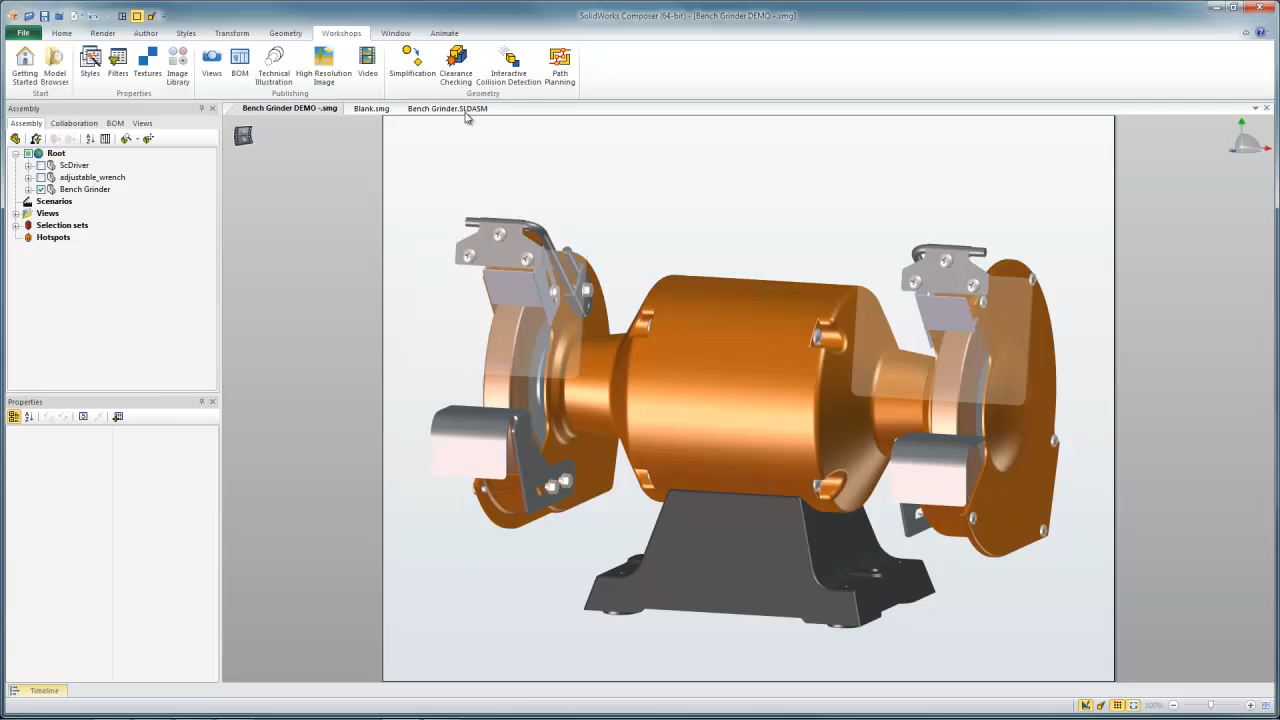 SolidWorks Composer (64-bit) - [Bench Grinder DEMO -.smg]
File Home Render Author Styles Transform Geometry Workshops Window Animate
Getting Started Model Browser Styles Filters Textures Image Library Views BOM Technical Illustration High Resolution Image Video Simplification Clearance Checking Interactive Collision Detection Path Planning
Start Properties Publishing Geometry
Assembly
Bench Grinder DEMO -.smg Blank.smg Bench Grinder.SLDASM
Assembly Collaboration BOM Views
Root
ScDriver
adjustable_wrench
Bench Grinder
Scenarios
Views
Selection sets
Hotspots
Properties
Timeline
100%